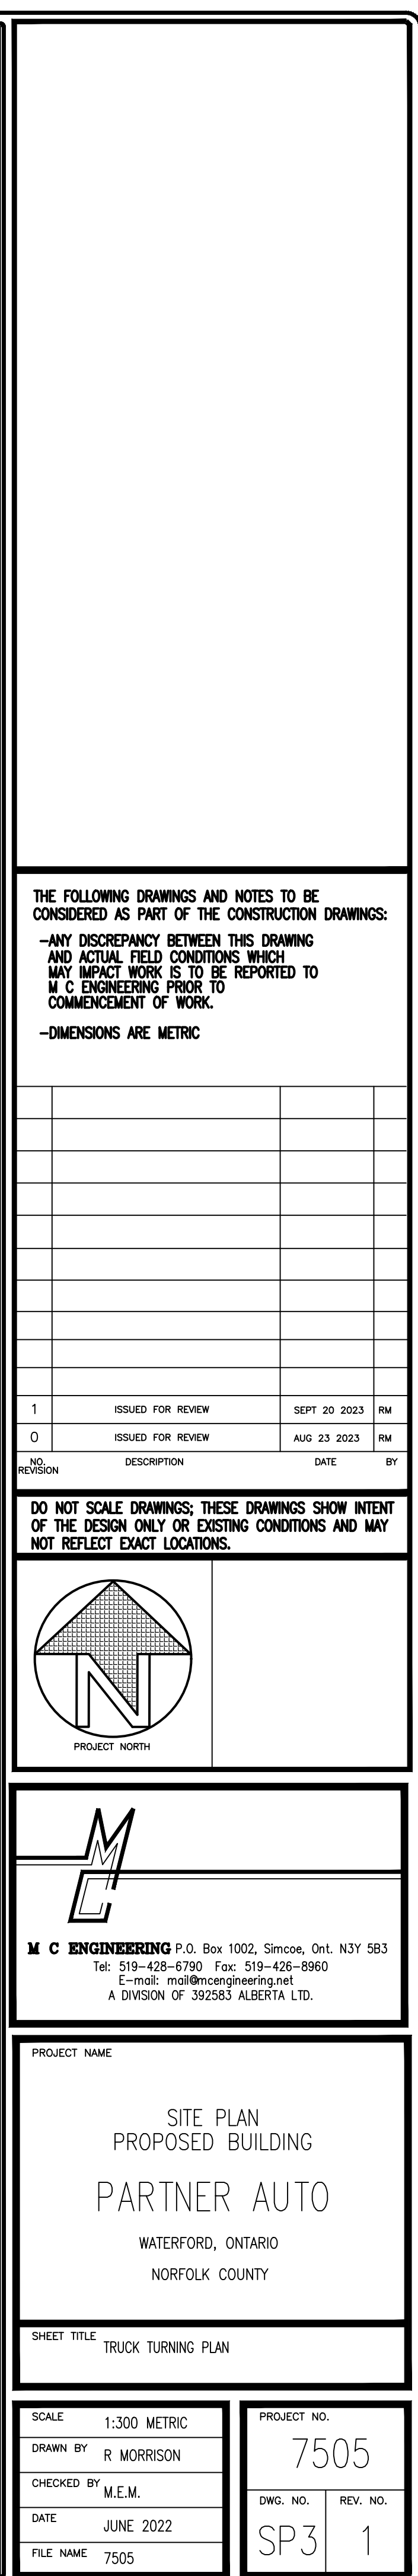 THE FOLLOWING DRAWINGS AND NOTES TO BE
CONSIDERED AS PART OF THE CONSTRUCTION DRAWINGS:
-ANY DISCREPANCY BETWEEN THIS DRAWING
AND ACTUAL FIELD CONDITIONS WHICH
MAY IMPACT WORK IS TO BE REPORTED TO
M C ENGINEERING PRIOR TO
COMMENCEMENT OF WORK.
-DIMENSIONS ARE METRIC
1 ISSUED FOR REVIEW SEPT 20 2023 RM
0 ISSUED FOR REVIEW AUG 23 2023 RM
NO. DESCRIPTION DATE BY
REVISION
DO NOT SCALE DRAWINGS; THESE DRAWINGS SHOW INTENT
OF THE DESIGN ONLY OR EXISTING CONDITIONS AND MAY
NOT REFLECT EXACT LOCATIONS.
N
PROJECT NORTH
M
C
M C ENGINEERING P.O. Box 1002, Simcoe, Ont. N3Y 5B3
Tel: 519-428-6790 Fax: 519-426-8960
E-mail: mail@mcengineering.net
A DIVISION OF 392583 ALBERTA LTD.
PROJECT NAME
SITE PLAN
PROPOSED BUILDING
PARTNER AUTO
WATERFORD, ONTARIO
NORFOLK COUNTY
SHEET TITLE
TRUCK TURNING PLAN
SCALE 1:300 METRIC
DRAWN BY R MORRISON
CHECKED BY M.E.M.
DATE JUNE 2022
FILE NAME 7505
PROJECT NO.
7505
DWG. NO. REV. NO.
SP3 1